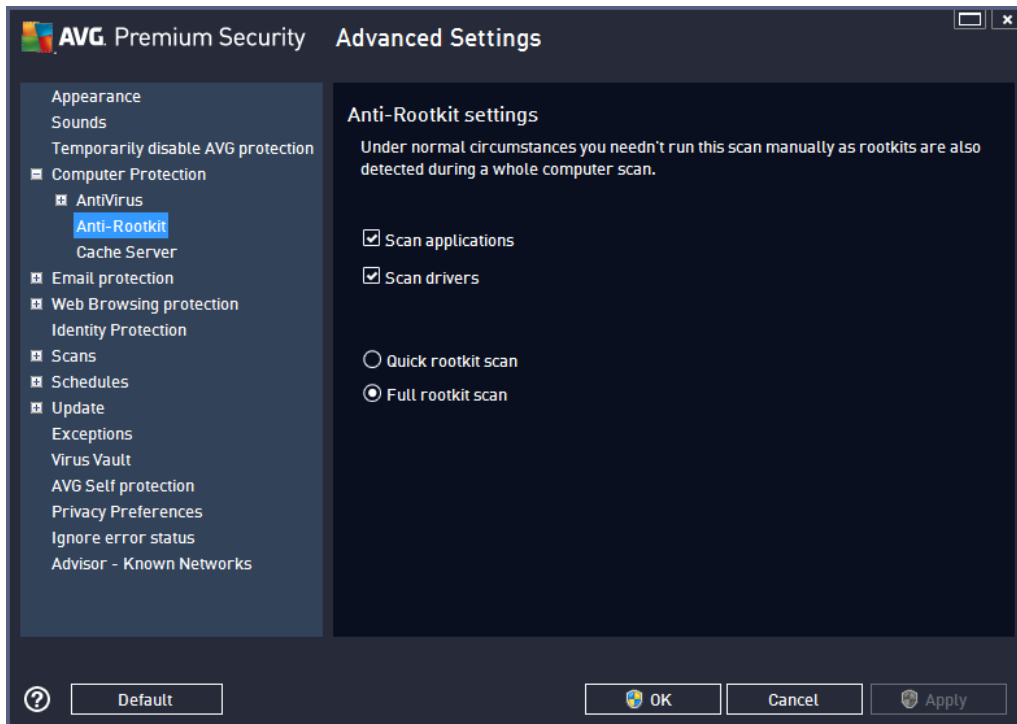 AVG. Premium Security
Advanced Settings
Appearance
Sounds
Temporarily disable AVG protection
Computer Protection
AntiVirus
Anti-Rootkit
Cache Server
Email protection
Web Browsing protection
Identity Protection
Scans
Schedules
Update
Exceptions
Virus Vault
AVG Self protection
Privacy Preferences
Ignore error status
Advisor - Known Networks
Anti-Rootkit settings
Under normal circumstances you needn't run this scan manually as rootkits are also
detected during a whole computer scan.
Scan applications
Scan drivers
Quick rootkit scan
Full rootkit scan
Default
OK
Cancel
Apply